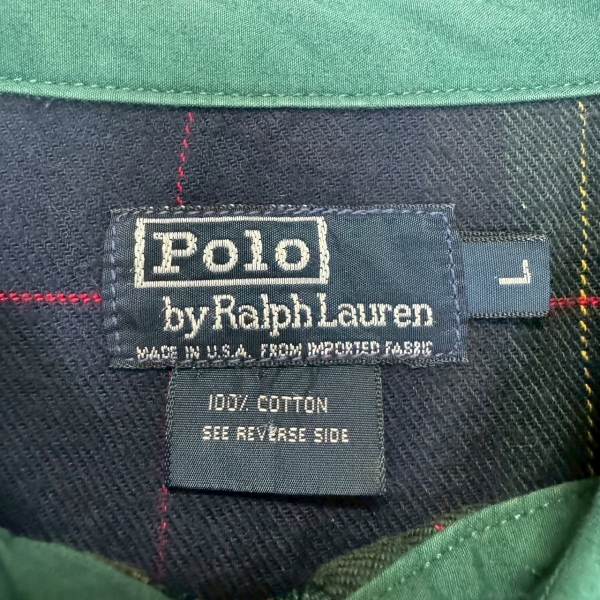 Polo
by Ralph Lauren
MADE IN U.S.A. FROM IMPORTED FABRIC
L
100% COTTON
SEE REVERSE SIDE